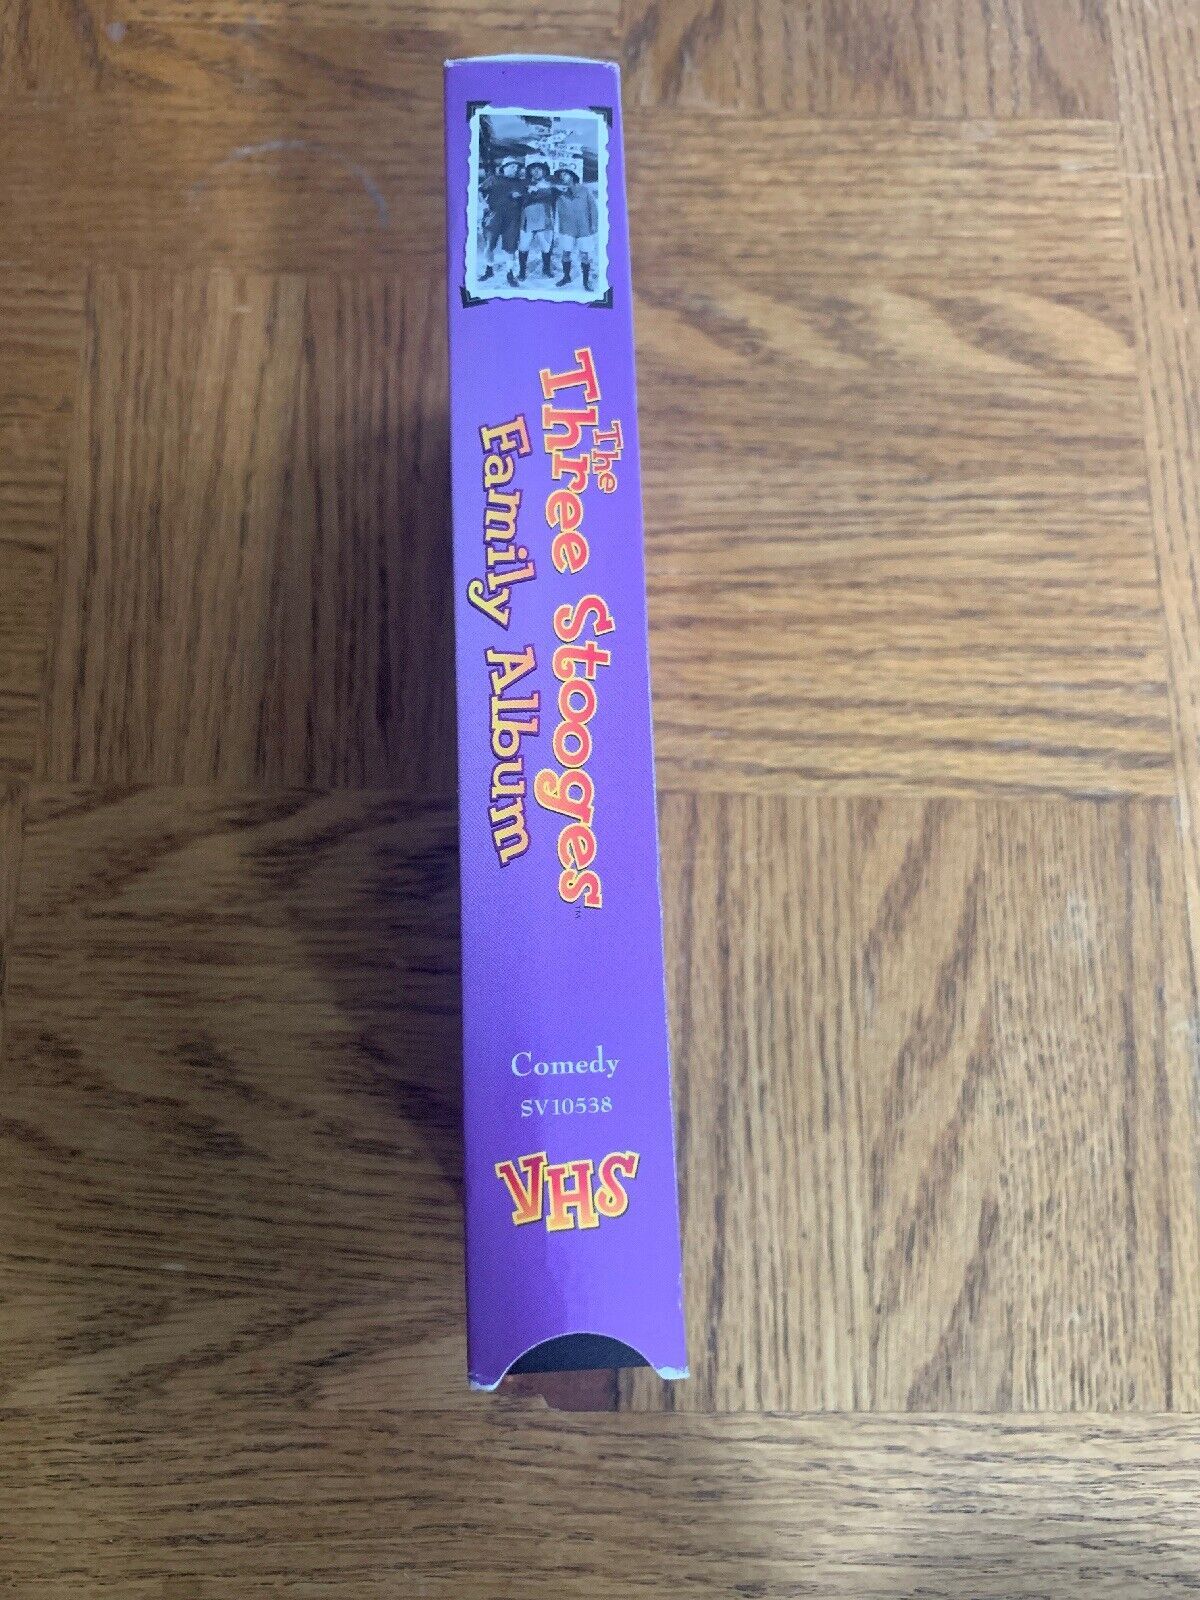 The
Three Stooges™
Family Album
Comedy
SV10538
VHS